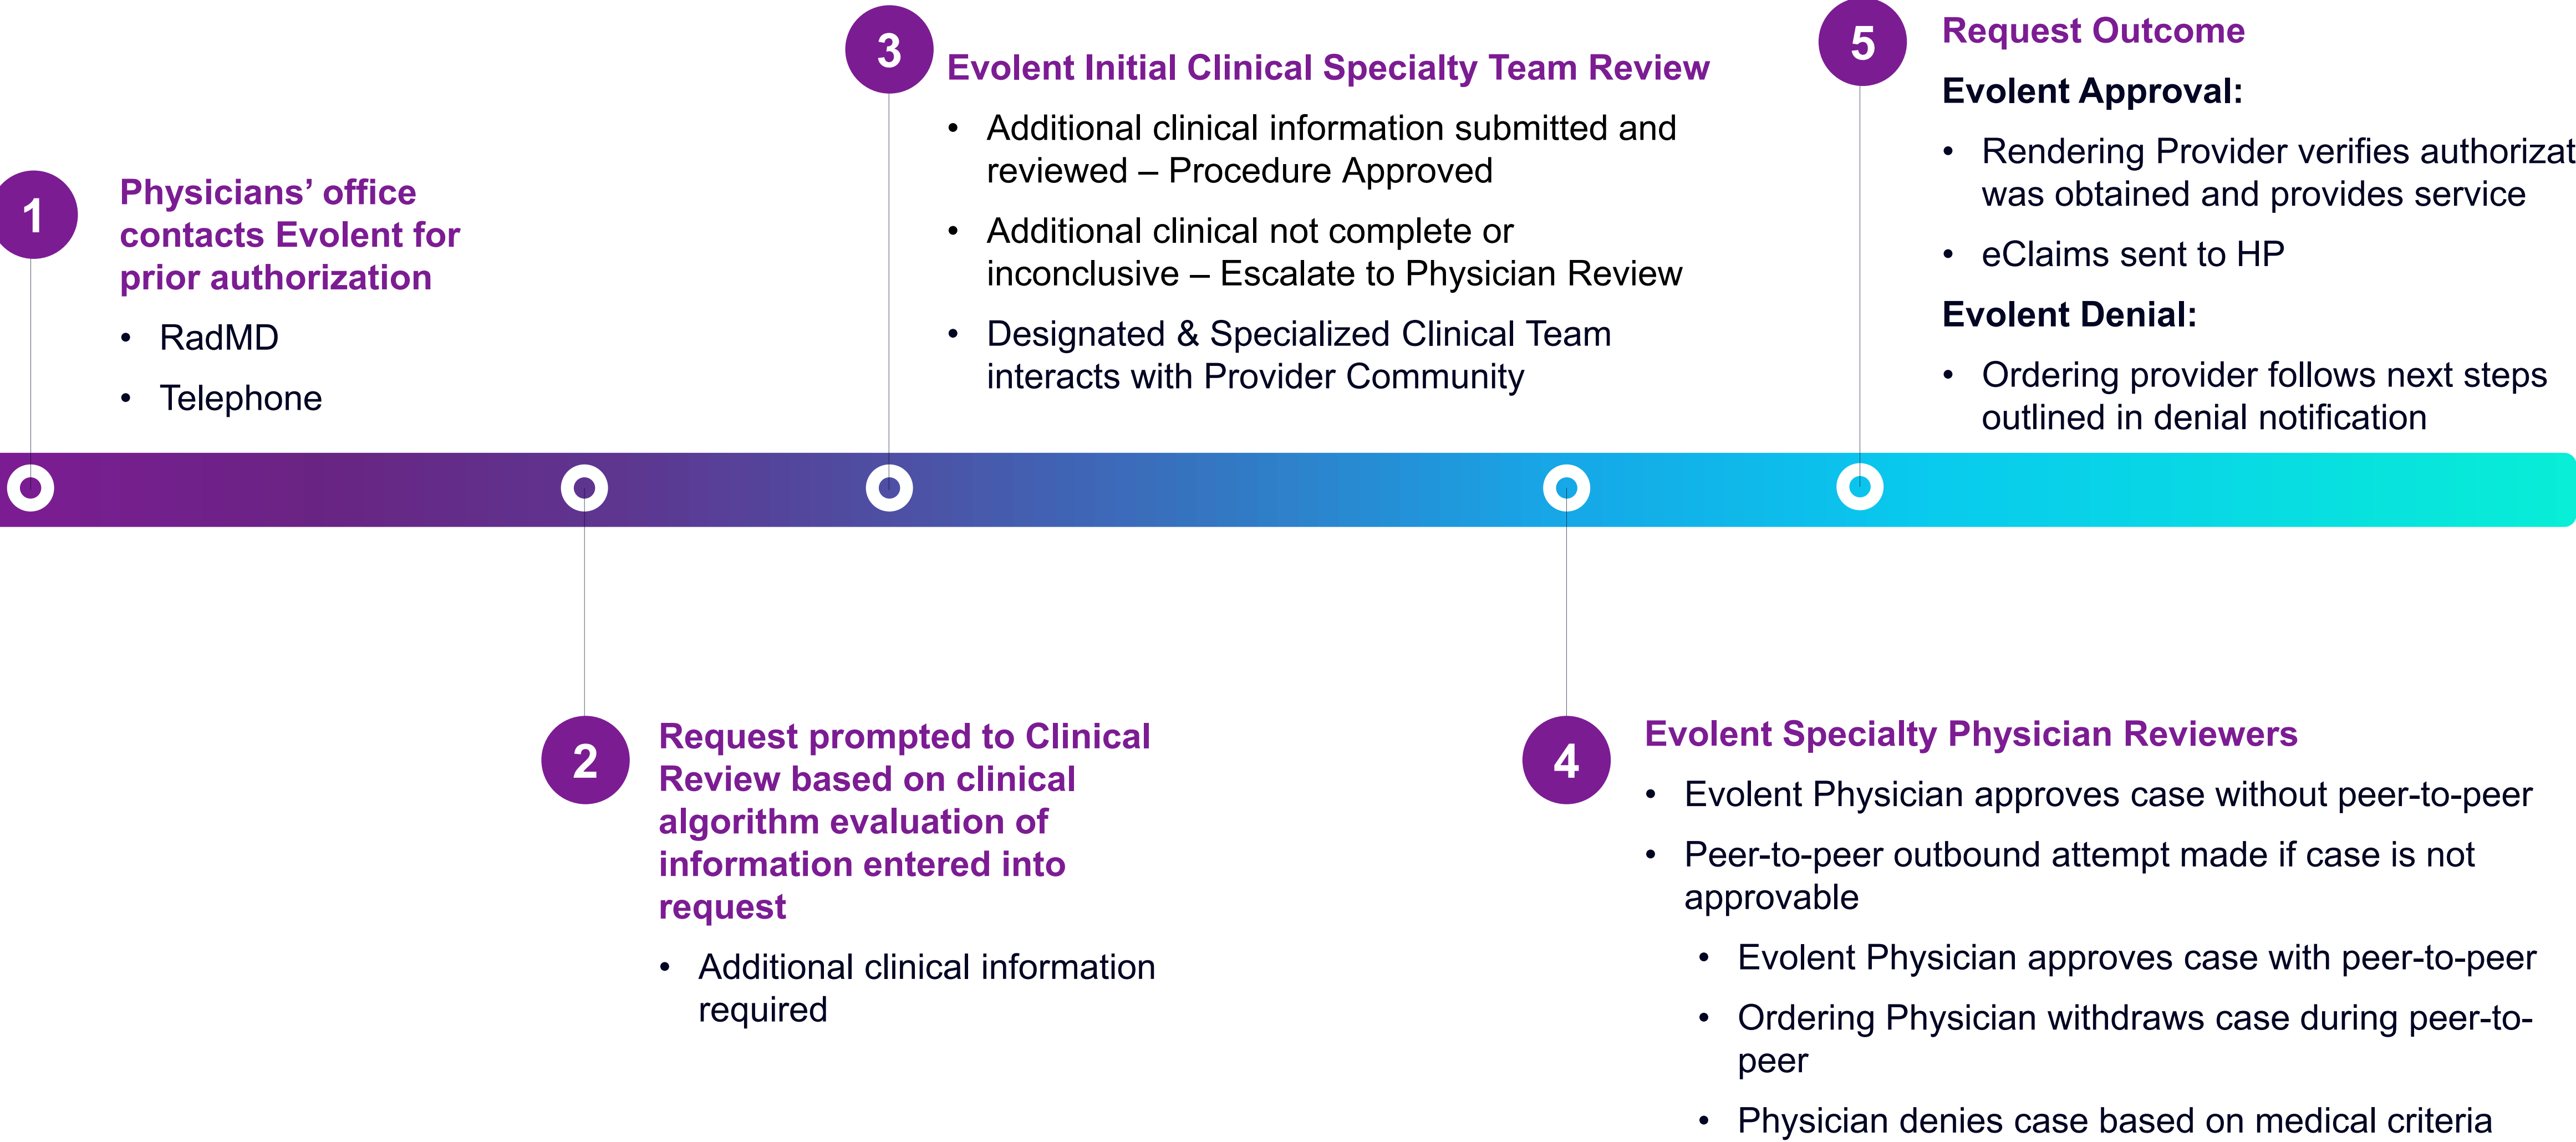 1
Physicians’ office
contacts Evolent for
prior authorization
• RadMD
• Telephone
2
Request prompted to Clinical
Review based on clinical
algorithm evaluation of
information entered into
request
• Additional clinical information
required
3
Evolent Initial Clinical Specialty Team Review
• Additional clinical information submitted and
reviewed – Procedure Approved
• Additional clinical not complete or
inconclusive – Escalate to Physician Review
• Designated & Specialized Clinical Team
interacts with Provider Community
4
Evolent Specialty Physician Reviewers
• Evolent Physician approves case without peer-to-peer
• Peer-to-peer outbound attempt made if case is not
approvable
• Evolent Physician approves case with peer-to-peer
• Ordering Physician withdraws case during peer-to-
peer
• Physician denies case based on medical criteria
5
Request Outcome
Evolent Approval:
• Rendering Provider verifies authorizat
was obtained and provides service
• eClaims sent to HP
Evolent Denial:
• Ordering provider follows next steps
outlined in denial notification